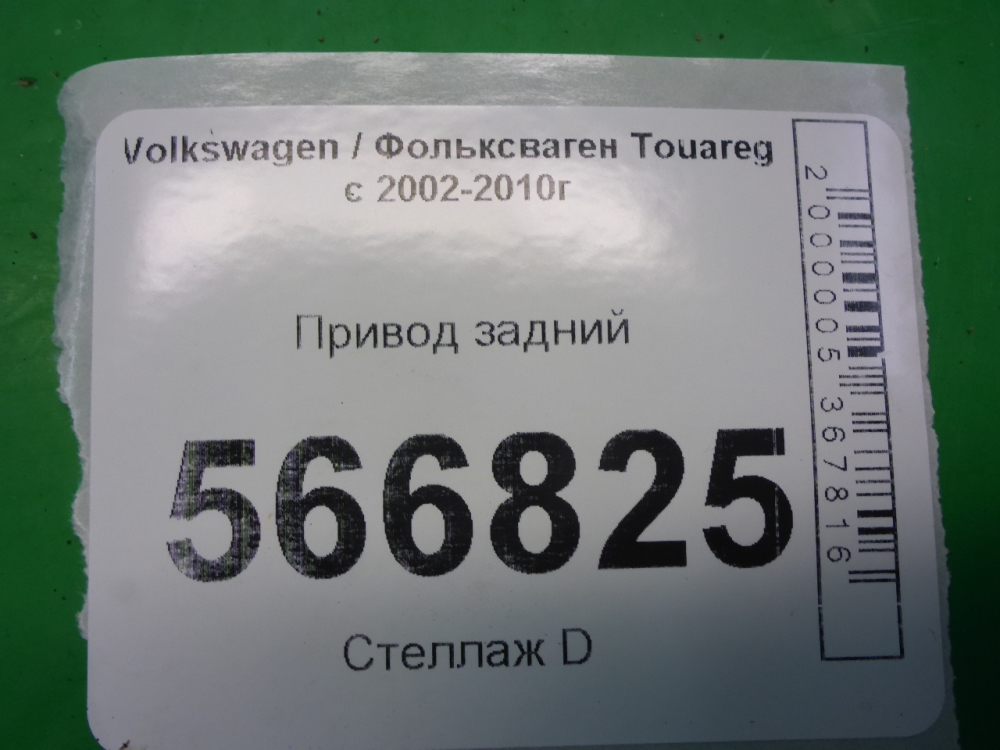 Volkswagen / Фольксваген Touareg
с 2002-2010г
Привод задний
566825
Стеллаж D
2000005367816